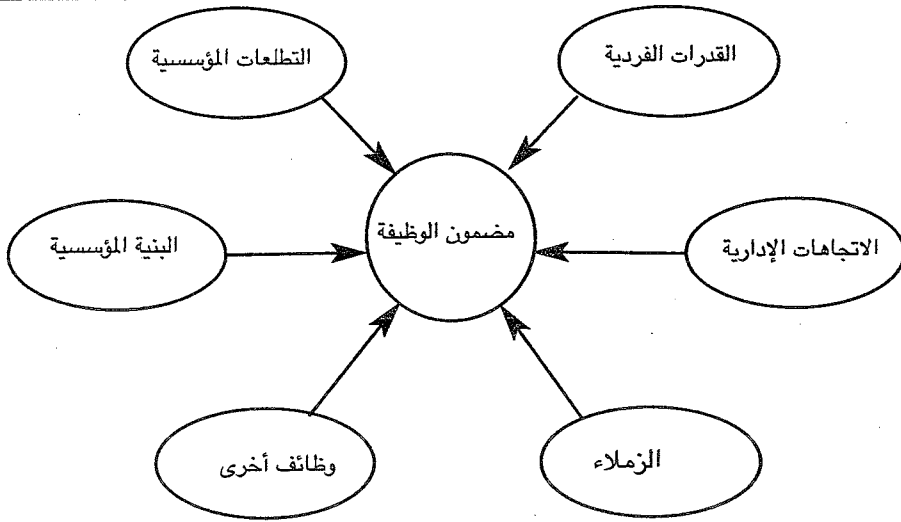 القدرات الفردية
التطلعات المؤسسية
مضمون الوظيفة
الاتجاهات الإدارية
البنية المؤسسية
الزملاء
وظائف أخرى